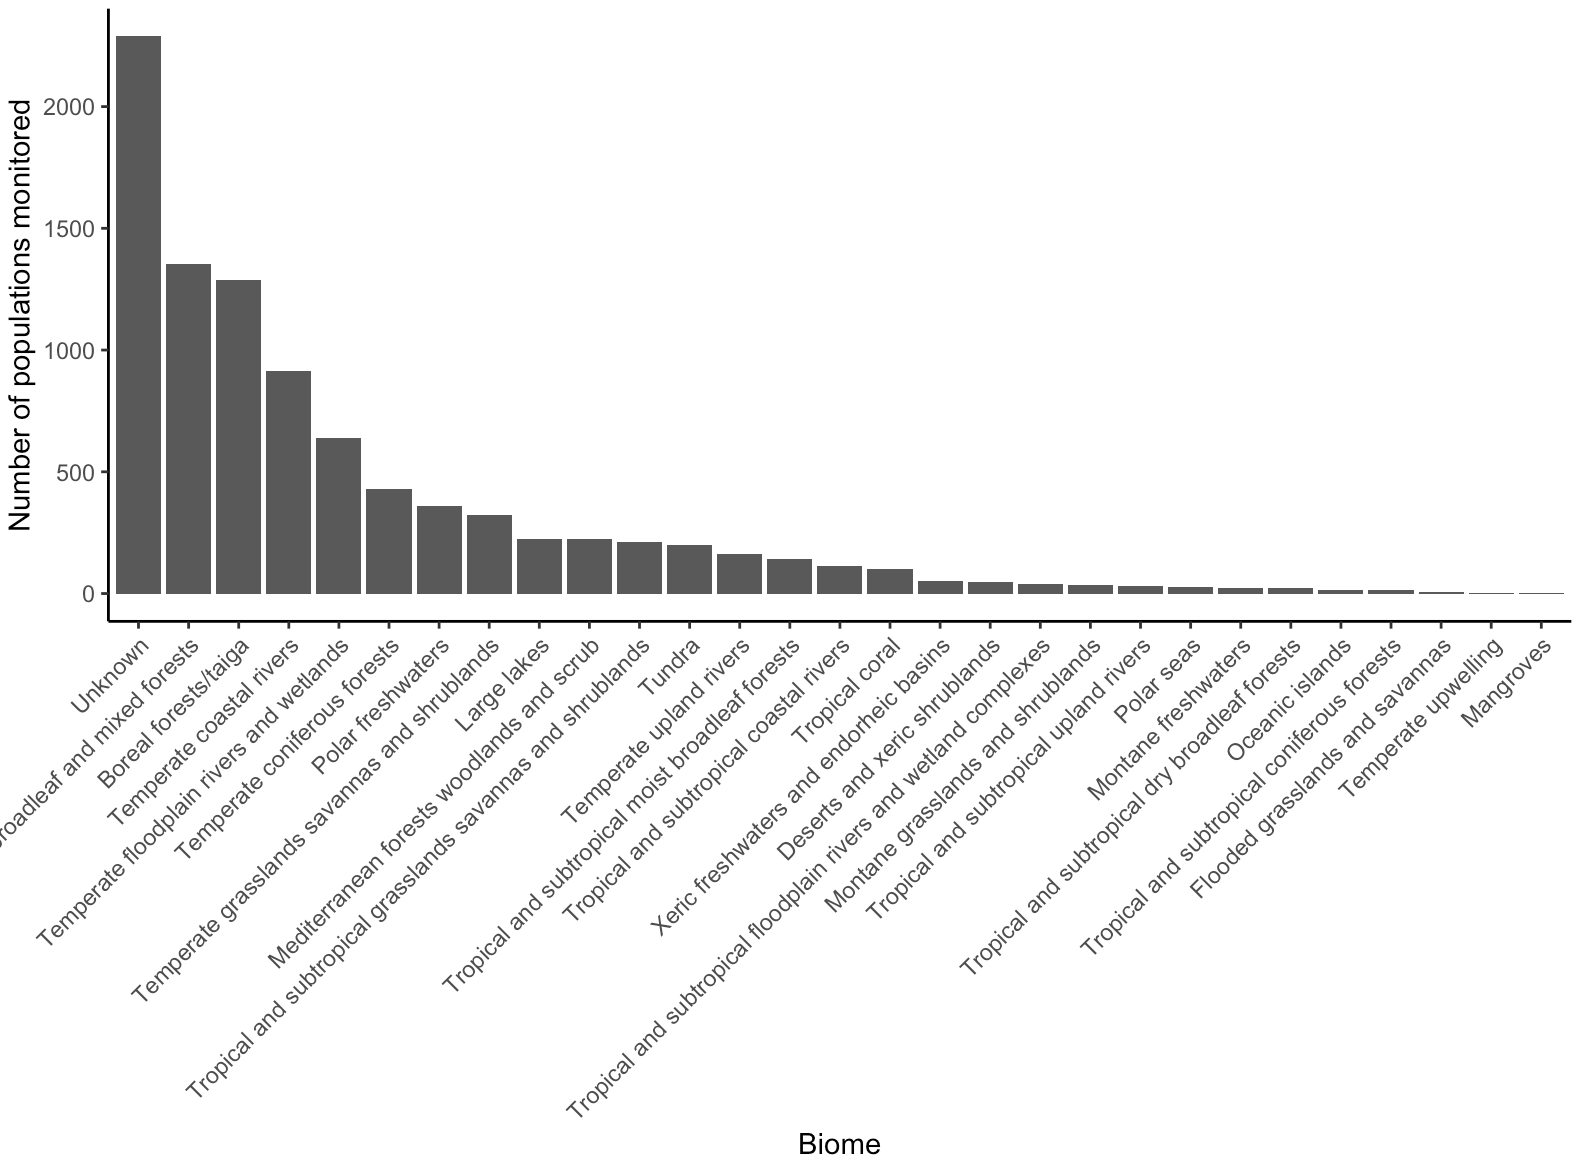 Number of populations monitored
2000
1500
1000
500
0
Unknown
broadleaf and mixed forests
Boreal forests/taiga
Temperate coastal rivers
Temperate floodplain rivers and wetlands
Temperate coniferous forests
Polar freshwaters
Temperate grasslands savannas and shrublands
Large lakes
Mediterranean forests woodlands and scrub
Tropical and subtropical grasslands savannas and shrublands
Tundra
Temperate upland rivers
Tropical and subtropical moist broadleaf forests
Tropical and subtropical coastal rivers
Tropical coral
Xeric freshwaters and endorheic basins
Deserts and xeric shrublands
Tropical and subtropical floodplain rivers and wetland complexes
Montane grasslands and shrublands
Tropical and subtropical upland rivers
Polar seas
Montane freshwaters
Tropical and subtropical dry broadleaf forests
Oceanic islands
Tropical and subtropical coniferous forests
Flooded grasslands and savannas
Temperate upwelling
Mangroves
Biome